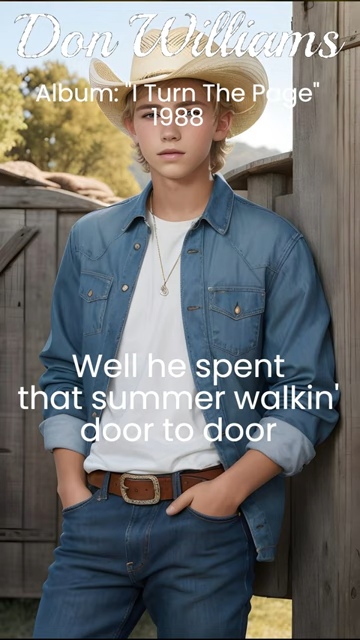 Don Williams
Album: "I Turn The Page"
1988
Well he spent
that summer walkin'
door to door